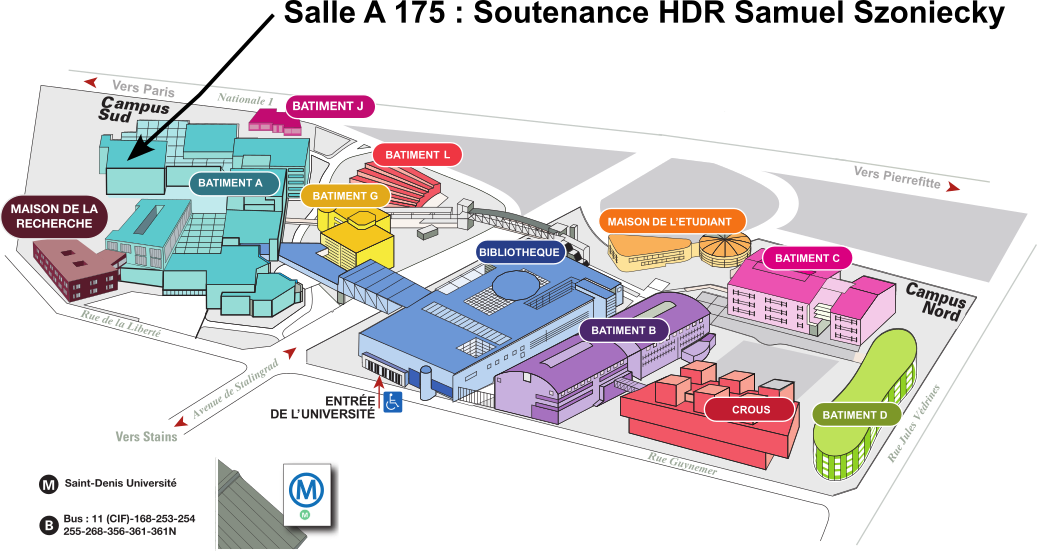 Salle A 175 : Soutenance HDR Samuel Szoniecky
Vers Paris
Nationale 1
Campus
Sud
BATIMENT J
BATIMENT L
Vers Pierrefitte
BATIMENT A
BATIMENT G
MAISON DE LA
RECHERCHE
MAISON DE L'ETUDIANT
BIBLIOTHEQUE
BATIMENT C
Campus
Nord
Rue de la Liberté
BATIMENT B
Avenue de Stalingrad
ENTRÉE
DE L'UNIVERSITÉ
CROUS
BATIMENT D
Vers Stains
Rue Guynemer
Rue Jules Védrines
M Saint-Denis Université
M
M
B Bus : 11 (CIF)-168-253-254
255-268-356-361-361N